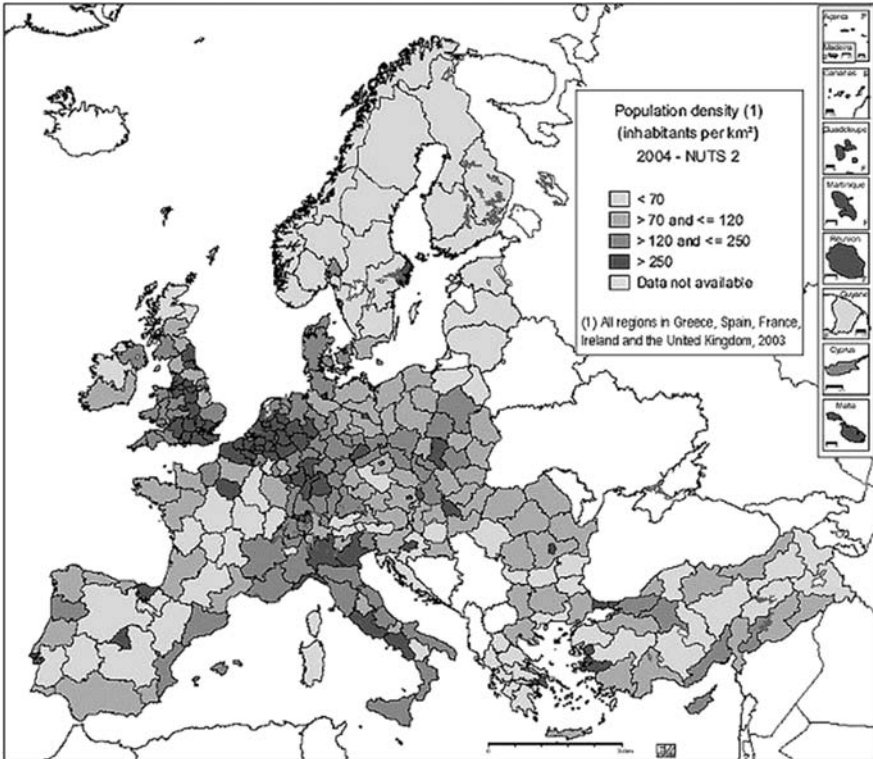 Population density (1)
(inhabitants per km²)
2004 - NUTS 2
< 70
> 70 and <= 120
> 120 and <= 250
> 250
Data not available
(1) All regions in Greece, Spain, France,
Ireland and the United Kingdom, 2003
Açores
Madeira
Canarias
Guadeloupe
Martinique
Réunion
Guyane
Cyprus
Malta